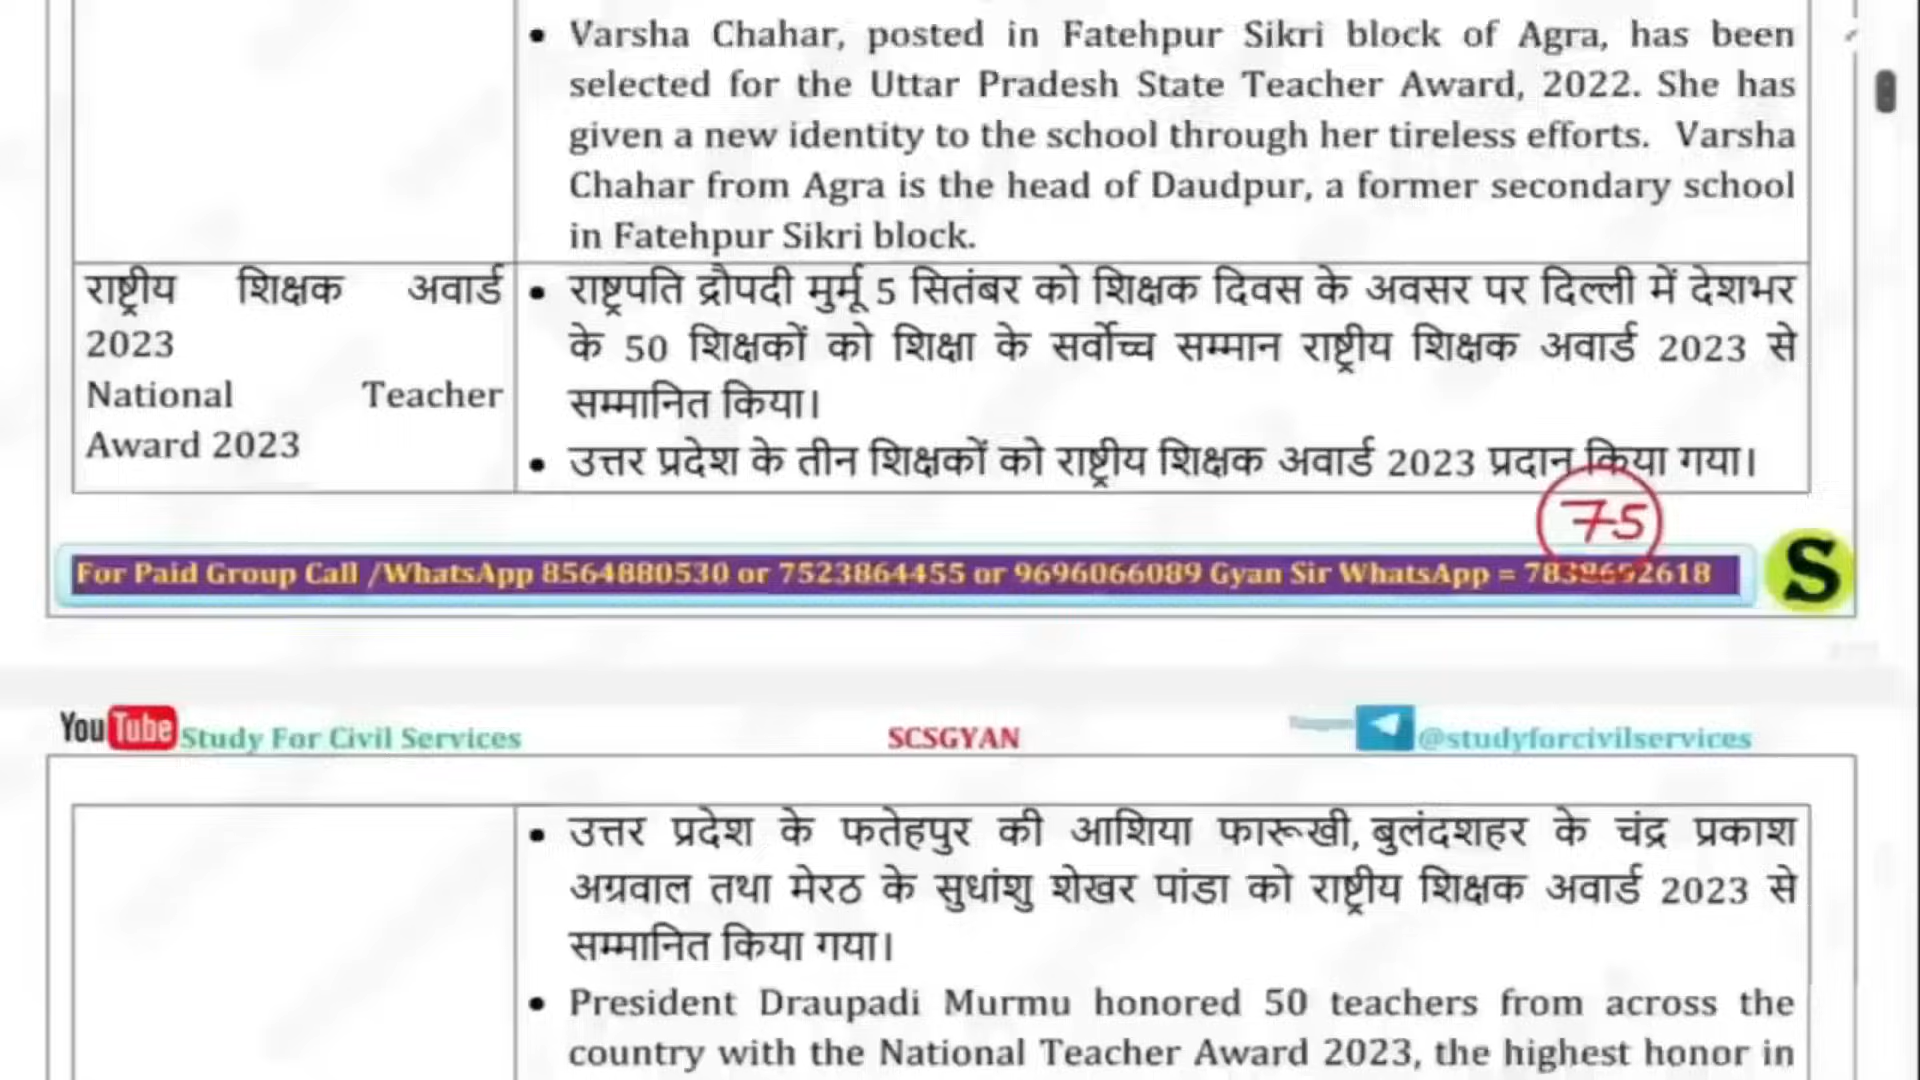 • Varsha Chahar, posted in Fatehpur Sikri block of Agra, has been
selected for the Uttar Pradesh State Teacher Award, 2022. She has
given a new identity to the school through her tireless efforts. Varsha
Chahar from Agra is the head of Daudpur, a former secondary school
in Fatehpur Sikri block.
राष्ट्रीय शिक्षक अवार्ड
2023
National Teacher
Award 2023
• राष्ट्रपति द्रौपदी मुर्मू 5 सितंबर को शिक्षक दिवस के अवसर पर दिल्ली में देशभर
के 50 शिक्षकों को शिक्षा के सर्वोच्च सम्मान राष्ट्रीय शिक्षक अवार्ड 2023 से
सम्मानित किया।
• उत्तर प्रदेश के तीन शिक्षकों को राष्ट्रीय शिक्षक अवार्ड 2023 प्रदान किया गया।
75
For Paid Group Call /WhatsApp 8564880530 or 7523864455 or 9696066089 Gyan Sir WhatsApp = 7838692618
S
YouTube Study For Civil Services
SCSGYAN
@studyforcivilservices
• उत्तर प्रदेश के फतेहपुर की आशिया फारूखी, बुलंदशहर के चंद्र प्रकाश
अग्रवाल तथा मेरठ के सुधांशु शेखर पांडा को राष्ट्रीय शिक्षक अवार्ड 2023 से
सम्मानित किया गया।
• President Draupadi Murmu honored 50 teachers from across the
country with the National Teacher Award 2023, the highest honor in